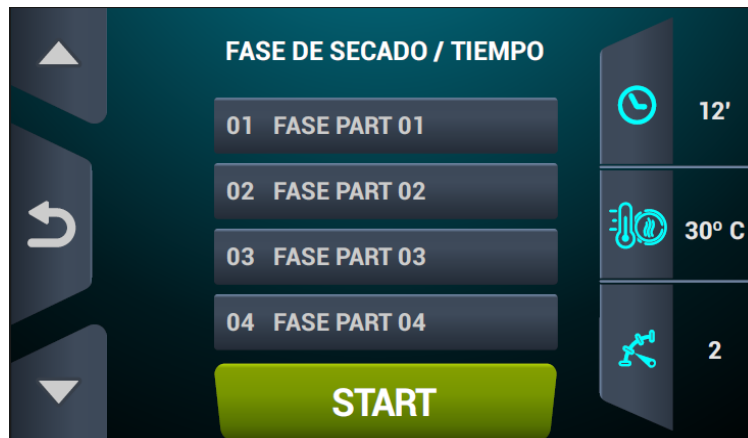 FASE DE SECADO / TIEMPO
01 FASE PART 01
02 FASE PART 02
03 FASE PART 03
04 FASE PART 04
START
12'
30º C
2